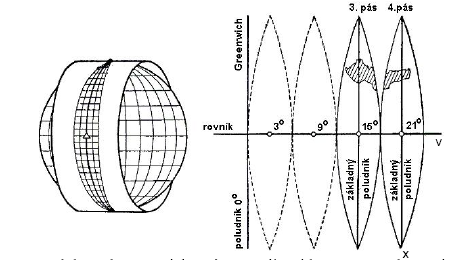 3. pás 4.pás
Greenwich
rovník
3°
9°
15°
21°
V
poludník 0°
základný
poludník
základný
poludník
X